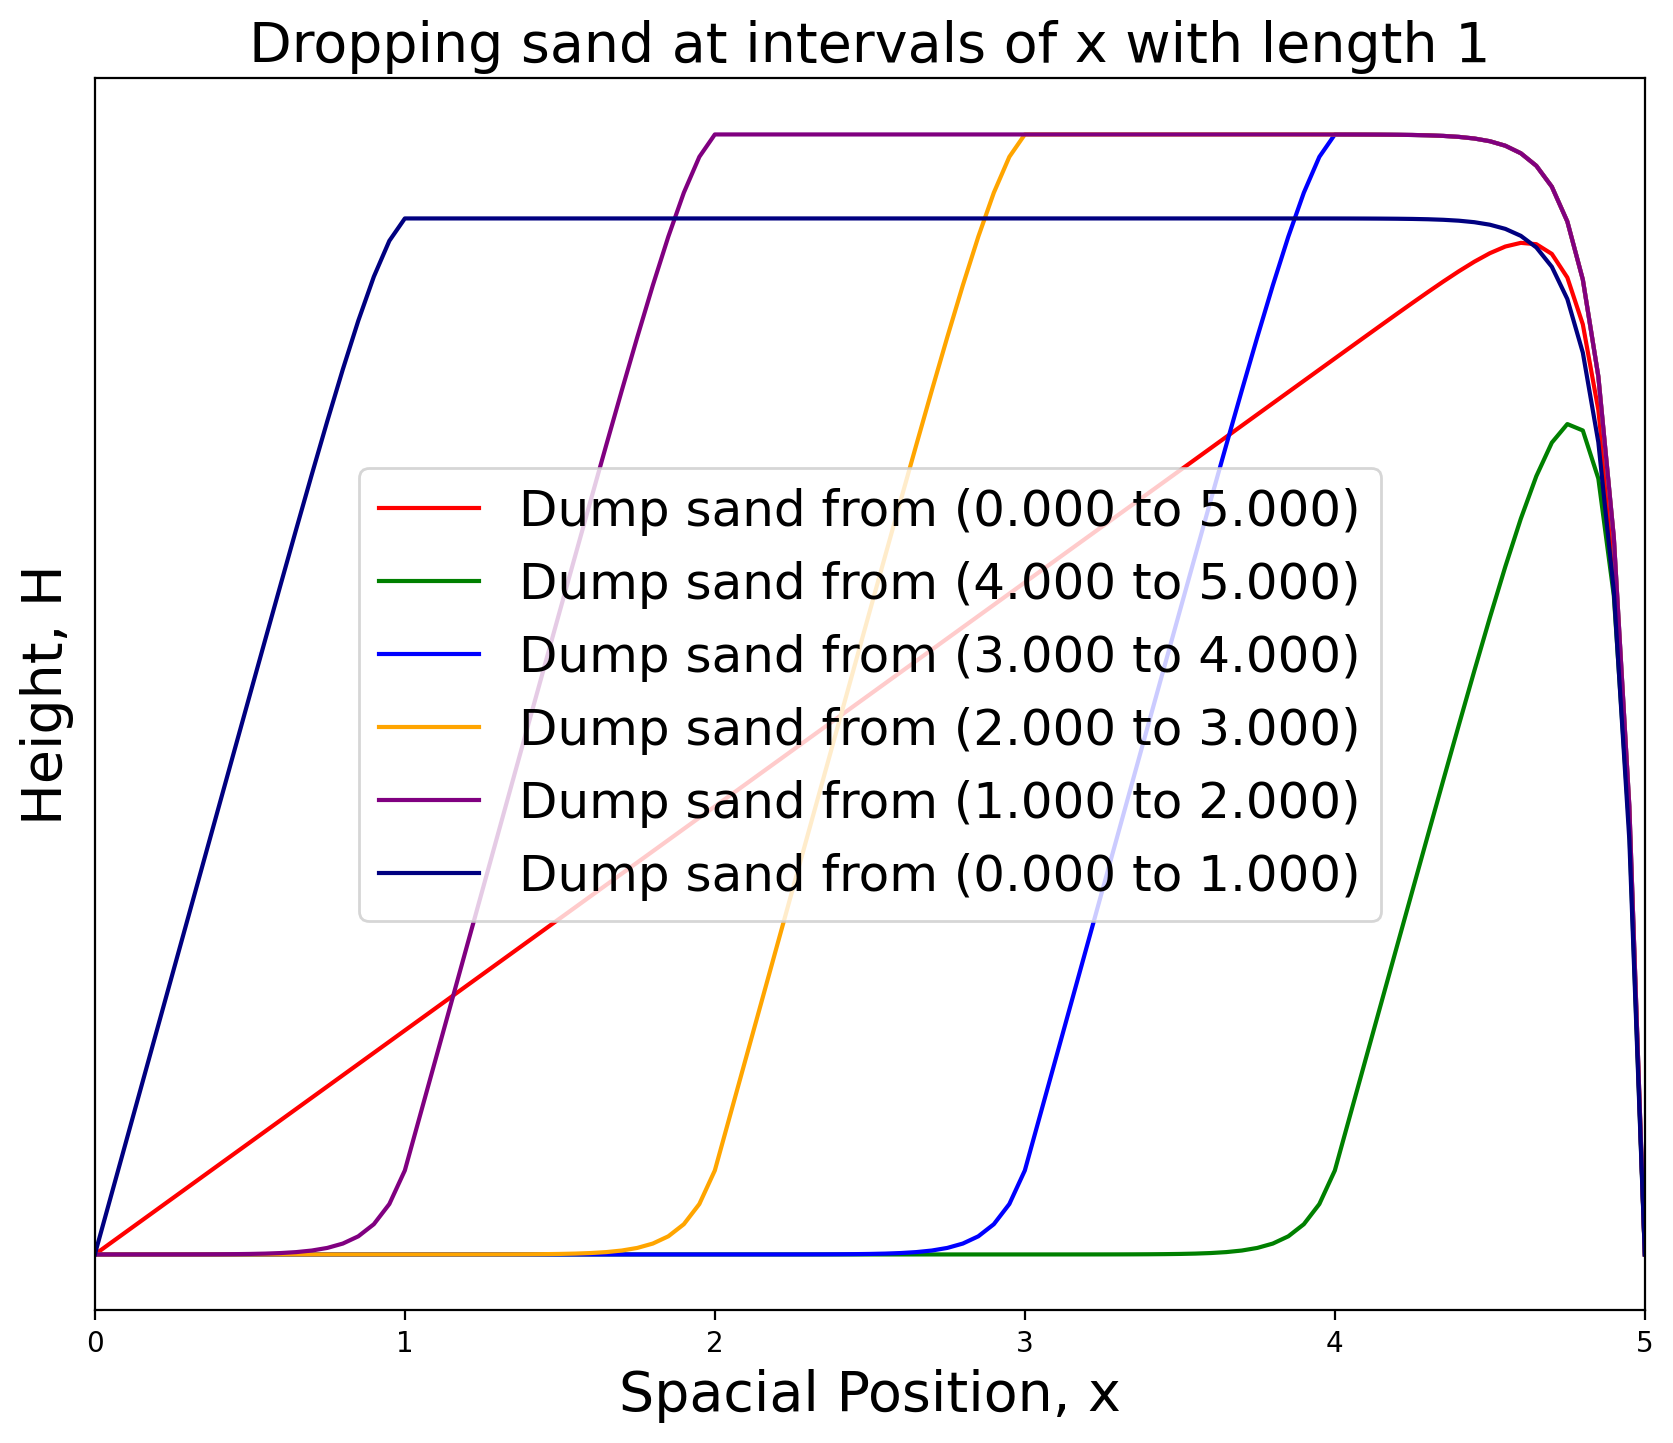 Dropping sand at intervals of x with length 1
Height, H
Dump sand from (0.000 to 5.000)
Dump sand from (4.000 to 5.000)
Dump sand from (3.000 to 4.000)
Dump sand from (2.000 to 3.000)
Dump sand from (1.000 to 2.000)
Dump sand from (0.000 to 1.000)
0 1 2 3 4 5
Spacial Position, x